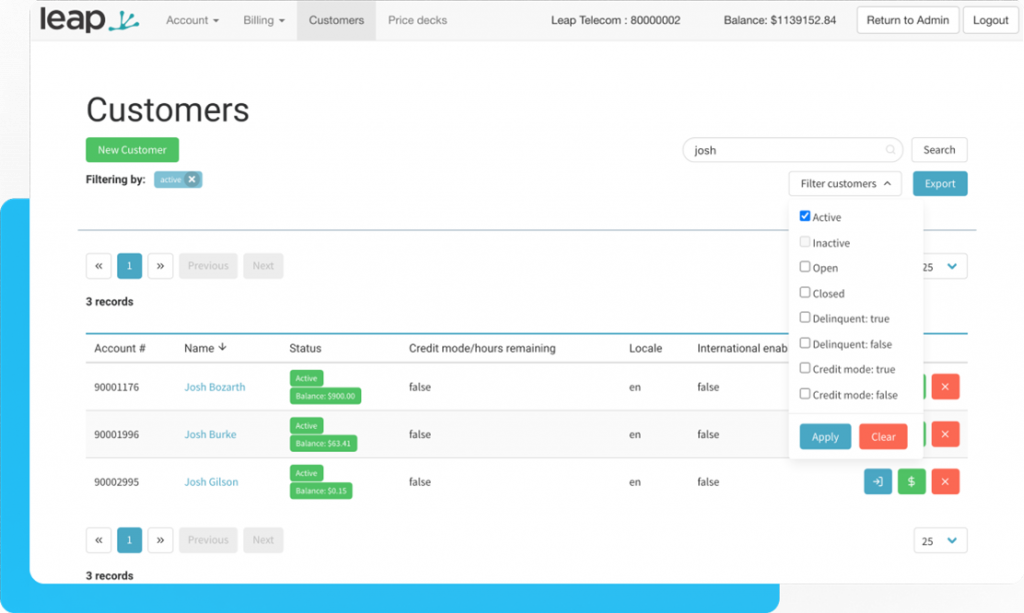 leap Account Billing Customers Price decks Leap Telecom : 80000002 Balance: $1139152.84 Return to Admin Logout
Customers
New Customer josh Search
Filtering by: active Filter customers Export
Active
Inactive
Open
Closed
Delinquent: true
Delinquent: false
Credit mode: true
Credit mode: false
Apply Clear
« 1 » Previous Next 25
3 records
Account # Name Status Credit mode/hours remaining Locale International enab
90001176 Josh Bozarth Active false en false
Balance: $900.00
90001996 Josh Burke Active false en false
Balance: $63.41
90002995 Josh Gilson Active false en false $
Balance: $0.15
« 1 » Previous Next 25
3 records